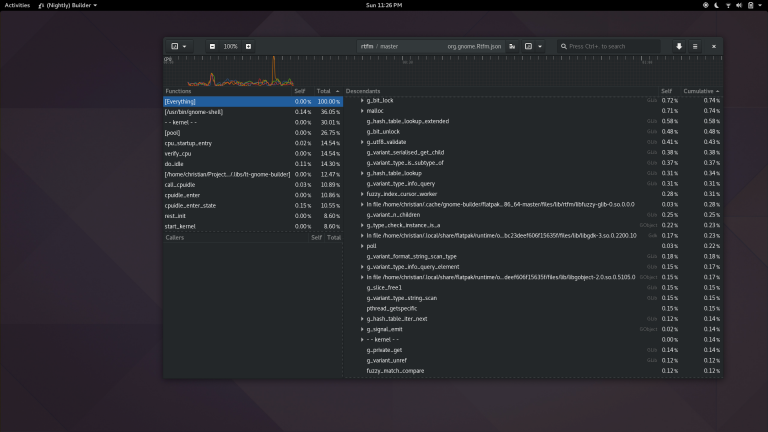 Activities (Nightly) Builder Sun 11:26 PM
100% rtfm / master org.gnome.Rtfm.json Press Ctrl+. to search
CPU
Functions Self Total Descendants Self Cumulative
[Everything] 0.00% 100.00%
[/usr/bin/gnome-shell] 0.14% 36.05%
- - kernel - - 0.00% 30.01%
[pool] 0.00% 26.75%
cpu_startup_entry 0.02% 14.54%
verify_cpu 0.00% 14.54%
do_idle 0.11% 14.30%
[/home/christian/Project.../.libs/lt-gnome-builder] 0.00% 12.47%
call_cpuidle 0.03% 10.89%
cpuidle_enter 0.00% 10.86%
cpuidle_enter_state 0.15% 10.55%
rest_init 0.00% 8.60%
start_kernel 0.00% 8.60%
Callers Self Total
g_bit_lock GLib 0.72% 0.74%
malloc 0.71% 0.74%
g_hash_table_lookup_extended GLib 0.58% 0.58%
g_bit_unlock GLib 0.48% 0.48%
g_utf8_validate GLib 0.41% 0.43%
g_variant_serialised_get_child GLib 0.38% 0.38%
g_variant_type_is_subtype_of GLib 0.37% 0.37%
g_hash_table_lookup GLib 0.31% 0.34%
g_variant_type_info_query GLib 0.31% 0.31%
fuzzy_index_cursor_worker 0.28% 0.31%
In file /home/christian/.cache/gnome-builder/flatpak... 86_64-master/files/lib/rtfm/libfuzzy-glib-0.so.0.0.0 0.03% 0.28%
g_variant_n_children GLib 0.25% 0.25%
g_type_check_instance_is_a GObject 0.22% 0.23%
In file /home/christian/.local/share/flatpak/runtime/o...bc23deef606f15635f/files/lib/libgdk-3.so.0.2200.10 Gdk 0.17% 0.23%
poll 0.03% 0.22%
g_variant_format_string_scan_type GLib 0.18% 0.18%
g_variant_type_info_query_element GLib 0.15% 0.17%
In file /home/christian/.local/share/flatpak/runtime/o...deef606f15635f/files/lib/libgobject-2.0.so.0.5105.0 GObject 0.15% 0.17%
g_slice_free1 GLib 0.15% 0.15%
g_variant_type_string_scan GLib 0.15% 0.15%
pthread_getspecific 0.15% 0.15%
g_hash_table_iter_next GLib 0.12% 0.14%
g_signal_emit GObject 0.02% 0.14%
- - kernel - - 0.00% 0.14%
g_private_get GLib 0.14% 0.14%
g_variant_unref GLib 0.12% 0.12%
fuzzy_match_compare 0.12% 0.12%